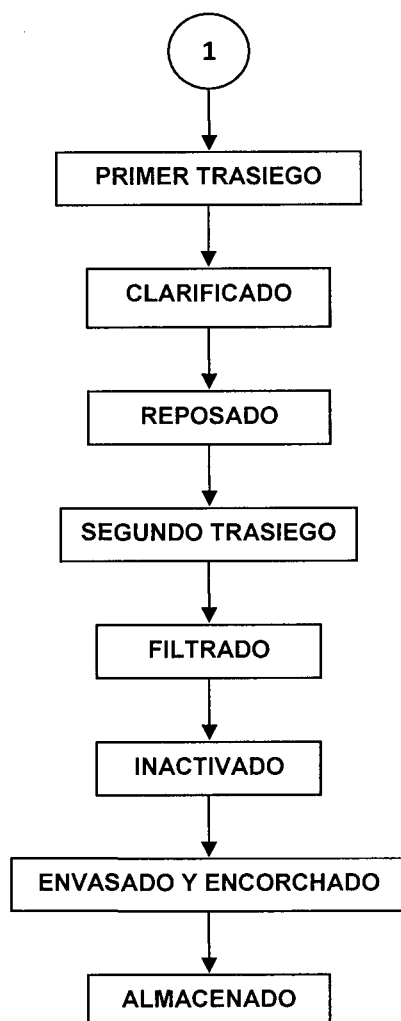 1
PRIMER TRASIEGO
CLARIFICADO
REPOSADO
SEGUNDO TRASIEGO
FILTRADO
INACTIVADO
ENVASADO Y ENCORCHADO
ALMACENADO